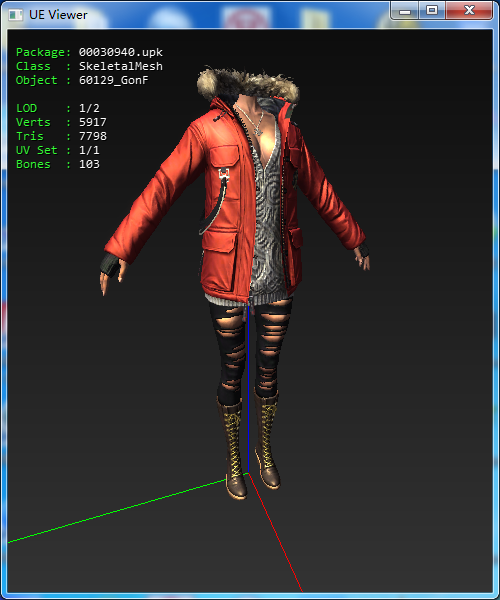 UE Viewer
Package: 00030940.upk
Class : SkeletalMesh
Object : 60129_GonF
LOD : 1/2
Verts : 5917
Tris : 7798
UV Set : 1/1
Bones : 103